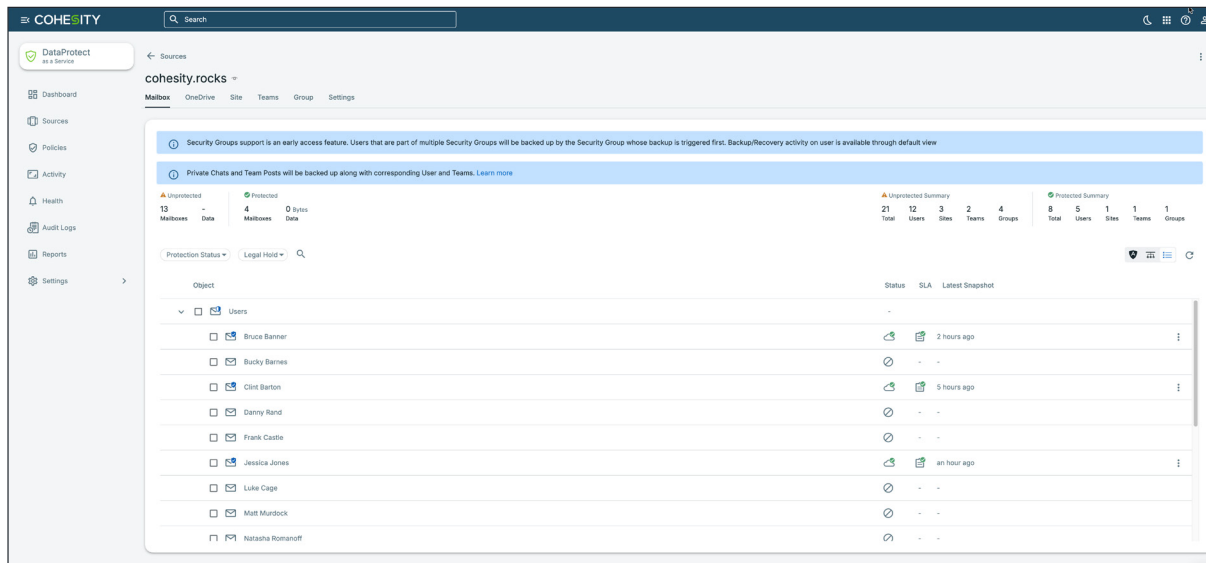 COHESITY
Search
DataProtect
as a Service
Dashboard
Sources
Policies
Activity
Health
Audit Logs
Reports
Settings
Sources
cohesity.rocks
Mailbox OneDrive Site Teams Group Settings
Security Groups support is an early access feature. Users that are part of multiple Security Groups will be backed up by the Security Group whose backup is triggered first. Backup/Recovery activity on user is available through default view
Private Chats and Team Posts will be backed up along with corresponding User and Teams. Learn more
Unprotected Protected Unprotected Summary Protected Summary
13 - 4 0 Bytes 21 12 3 2 4 8 5 1 1 1
Mailboxes Data Mailboxes Data Total Users Sites Teams Groups Total Users Sites Teams Groups
Protection Status Legal Hold
Object Status SLA Latest Snapshot
Users -
Bruce Banner 2 hours ago
Bucky Barnes - -
Clint Barton 5 hours ago
Danny Rand - -
Frank Castle - -
Jessica Jones an hour ago
Luke Cage - -
Matt Murdock - -
Natasha Romanoff - -